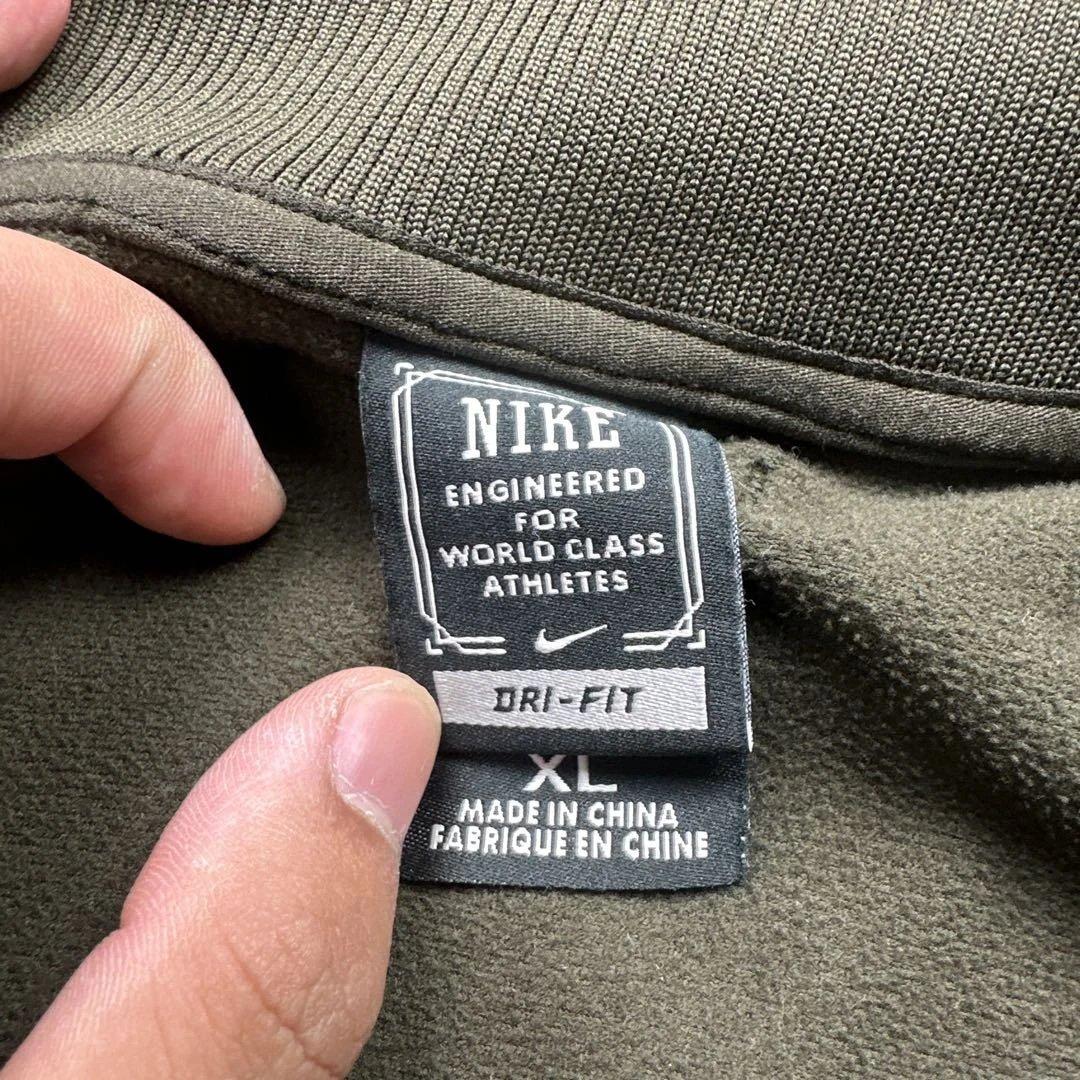 NIKE
ENGINEERED
FOR
WORLD CLASS
ATHLETES
DRI-FIT
XL
MADE IN CHINA
FABRIQUE EN CHINE